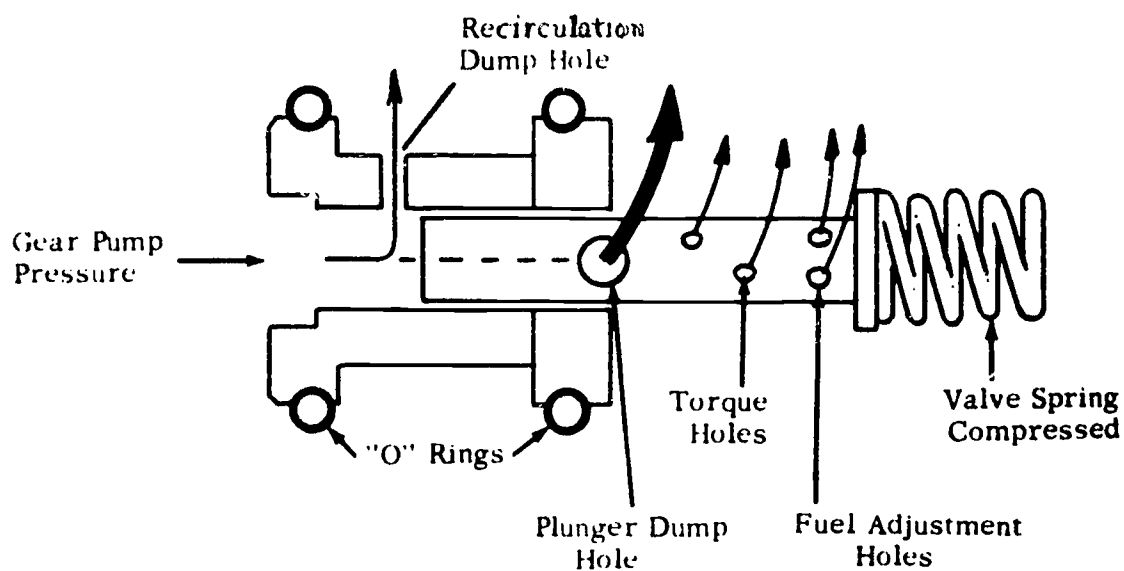 Recirculation
Dump Hole
Gear Pump
Pressure
"O" Rings
Torque
Holes
Valve Spring
Compressed
Plunger Dump
Hole
Fuel Adjustment
Holes